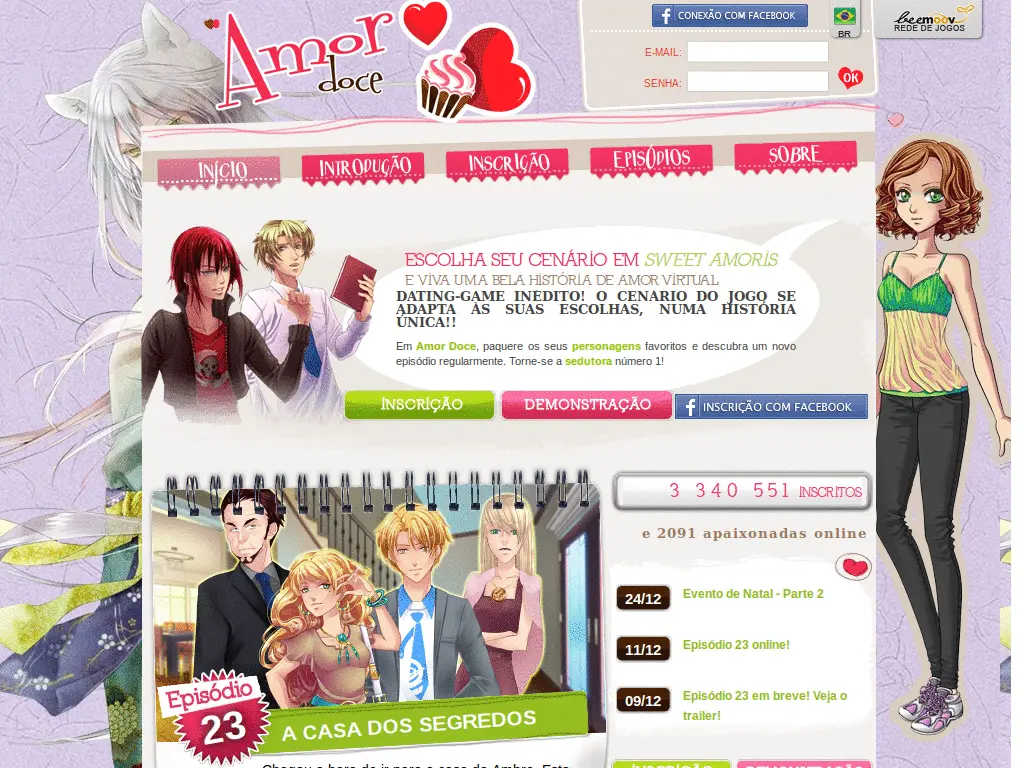 Amor
doce
CONEXÃO COM FACEBOOK
BR
beemoov
REDE DE JOGOS
E-MAIL:
SENHA:
OK
INÍCIO
INTRODUÇÃO
INSCRIÇÃO
EPISÓDIOS
SOBRE
ESCOLHA SEU CENÁRIO EM SWEET AMORIS
E VIVA UMA BELA HISTÓRIA DE AMOR VIRTUAL
DATING-GAME INEDITO! O CENARIO DO JOGO SE
ADAPTA ÀS SUAS ESCOLHAS, NUMA HISTÓRIA
ÚNICA!!
Em Amor Doce, paquere os seus personagens favoritos e descubra um novo
episódio regularmente. Torne-se a sedutora número 1!
INSCRIÇÃO
DEMONSTRAÇÃO
INSCRIÇÃO COM FACEBOOK
3 340 551 INSCRITOS
e 2091 apaixonadas online
24/12 Evento de Natal - Parte 2
11/12 Episódio 23 online!
09/12 Episódio 23 em breve! Veja o
trailer!
Episódio
23
A CASA DOS SEGREDOS
Chegou a hora de ir para a casa da Ambre. Esta
INSCRIÇÃO
DEMONSTRAÇÃO